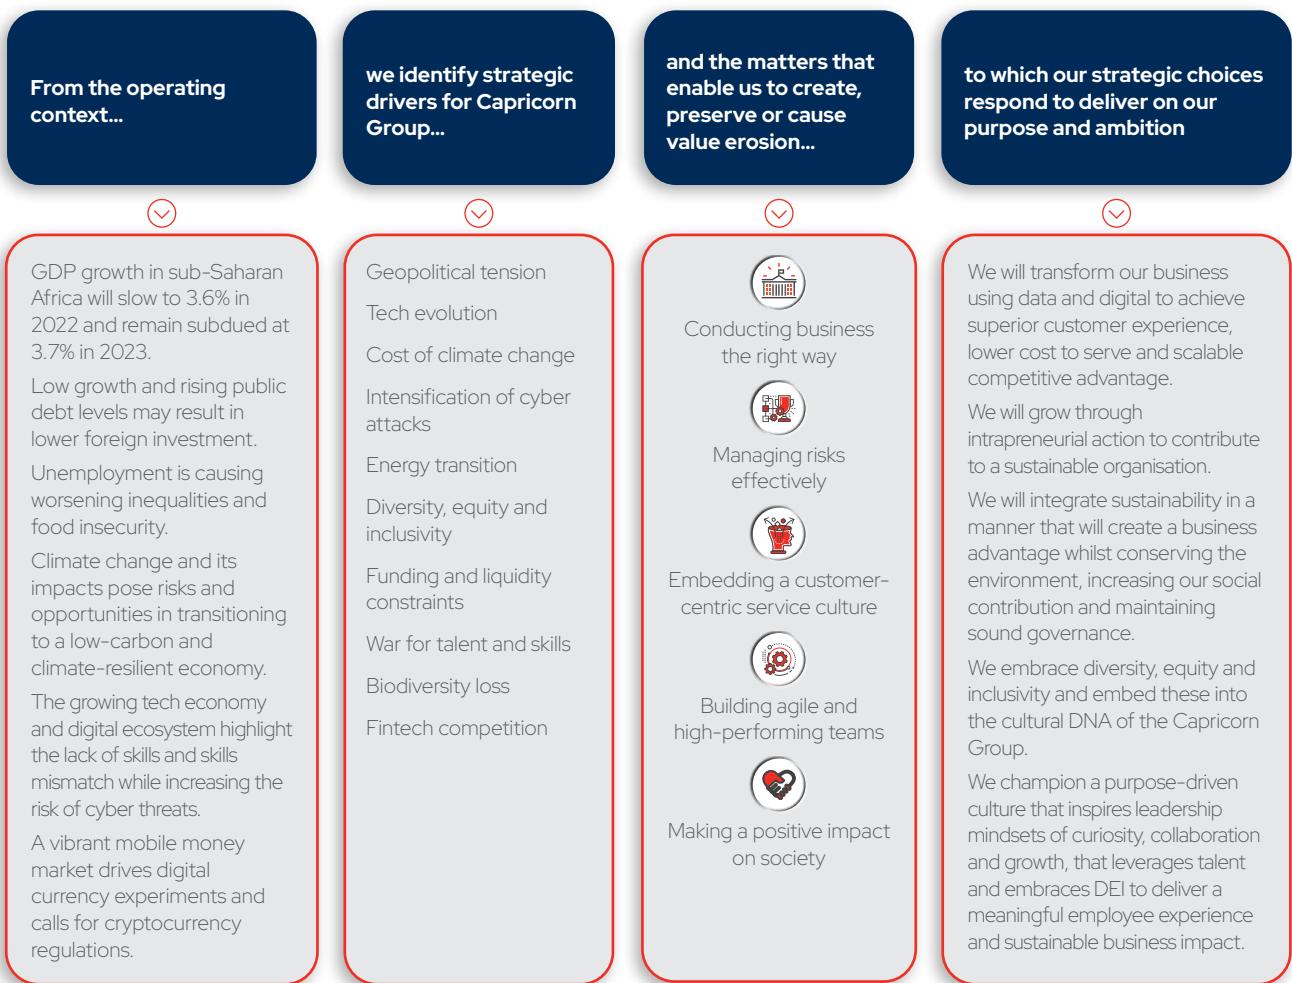 From the operating
context...
we identify strategic
drivers for Capricorn
Group...
and the matters that
enable us to create,
preserve or cause
value erosion...
to which our strategic choices
respond to deliver on our
purpose and ambition
GDP growth in sub-Saharan
Africa will slow to 3.6% in
2022 and remain subdued at
3.7% in 2023.
Low growth and rising public
debt levels may result in
lower foreign investment.
Unemployment is causing
worsening inequalities and
food insecurity.
Climate change and its
impacts pose risks and
opportunities in transitioning
to a low-carbon and
climate-resilient economy.
The growing tech economy
and digital ecosystem highlight
the lack of skills and skills
mismatch while increasing the
risk of cyber threats.
A vibrant mobile money
market drives digital
currency experiments and
calls for cryptocurrency
regulations.
Geopolitical tension
Tech evolution
Cost of climate change
Intensification of cyber
attacks
Energy transition
Diversity, equity and
inclusivity
Funding and liquidity
constraints
War for talent and skills
Biodiversity loss
Fintech competition
Conducting business
the right way
Managing risks
effectively
Embedding a customer-
centric service culture
Building agile and
high-performing teams
Making a positive impact
on society
We will transform our business
using data and digital to achieve
superior customer experience,
lower cost to serve and scalable
competitive advantage.
We will grow through
intrapreneurial action to contribute
to a sustainable organisation.
We will integrate sustainability in a
manner that will create a business
advantage whilst conserving the
environment, increasing our social
contribution and maintaining
sound governance.
We embrace diversity, equity and
inclusivity and embed these into
the cultural DNA of the Capricorn
Group.
We champion a purpose-driven
culture that inspires leadership
mindsets of curiosity, collaboration
and growth, that leverages talent
and embraces DEI to deliver a
meaningful employee experience
and sustainable business impact.